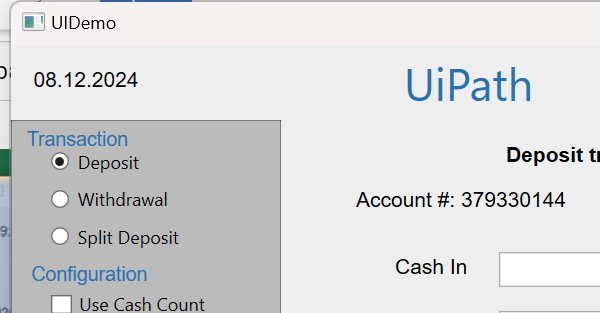 UIDemo
08.12.2024
UiPath
Transaction
Deposit
Withdrawal
Split Deposit
Configuration
Use Cash Count
Deposit
Account #: 379330144
Cash In